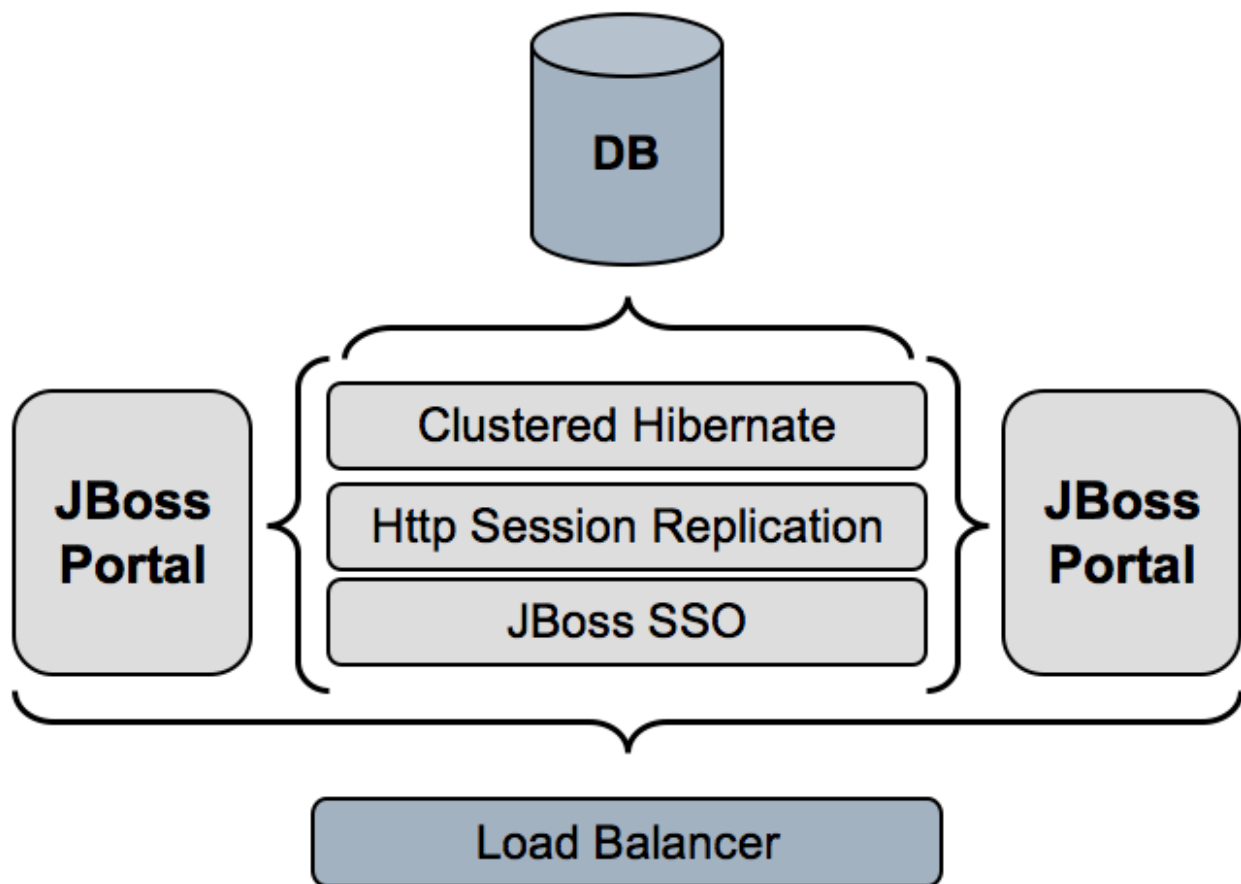 DB
Clustered Hibernate
JBoss
Portal
Http Session Replication
JBoss
Portal
JBoss SSO
Load Balancer